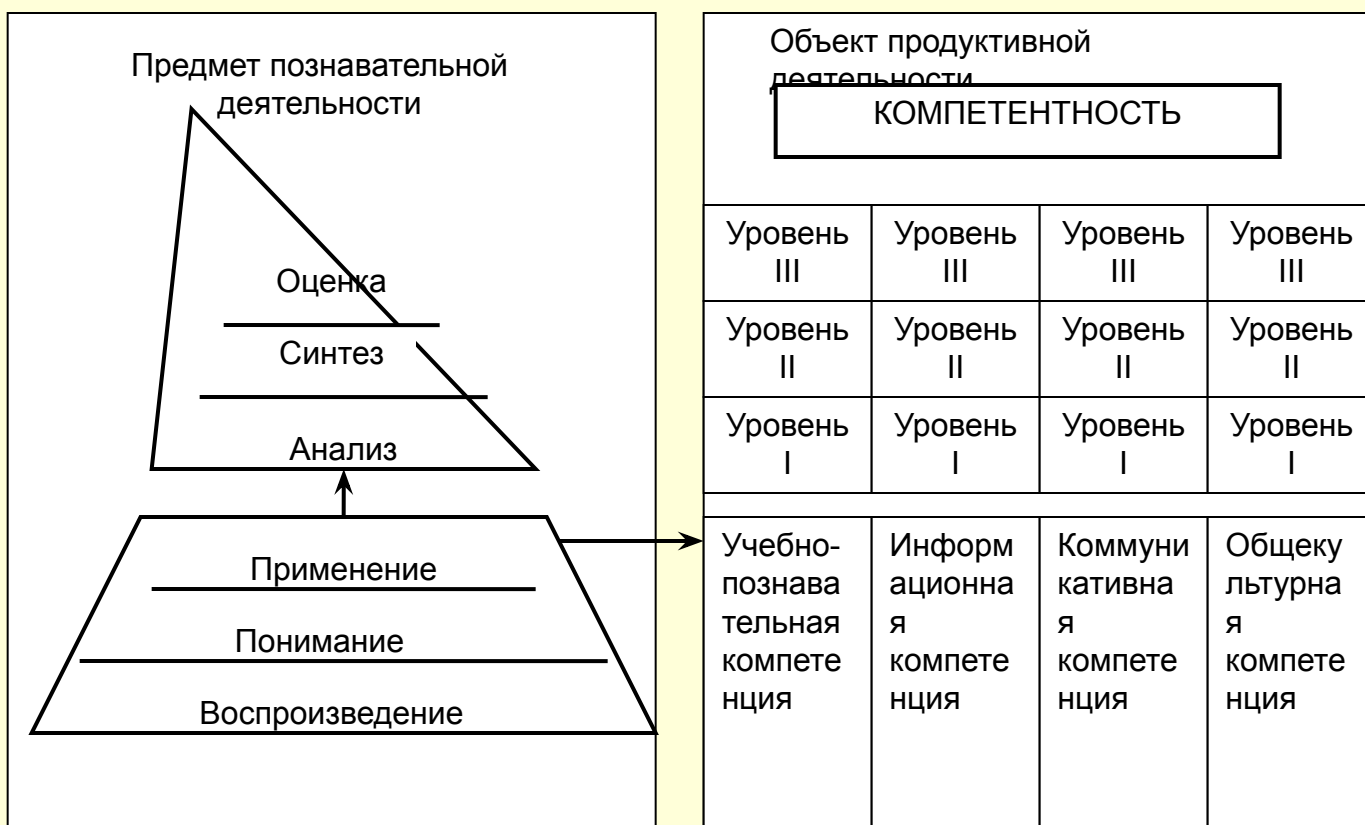 Предмет познавательной
деятельности
Оценка
Синтез
Анализ
Применение
Понимание
Воспроизведение
Объект продуктивной
деятельности
КОМПЕТЕНТНОСТЬ
Уровень
III
Уровень
III
Уровень
III
Уровень
III
Уровень
II
Уровень
II
Уровень
II
Уровень
II
Уровень
I
Уровень
I
Уровень
I
Уровень
I
Учебно-
познава
тельная
компете
нция
Информ
ационна
я
компете
нция
Коммуни
кативна
я
компете
нция
Общеку
льтурна
я
компете
нция